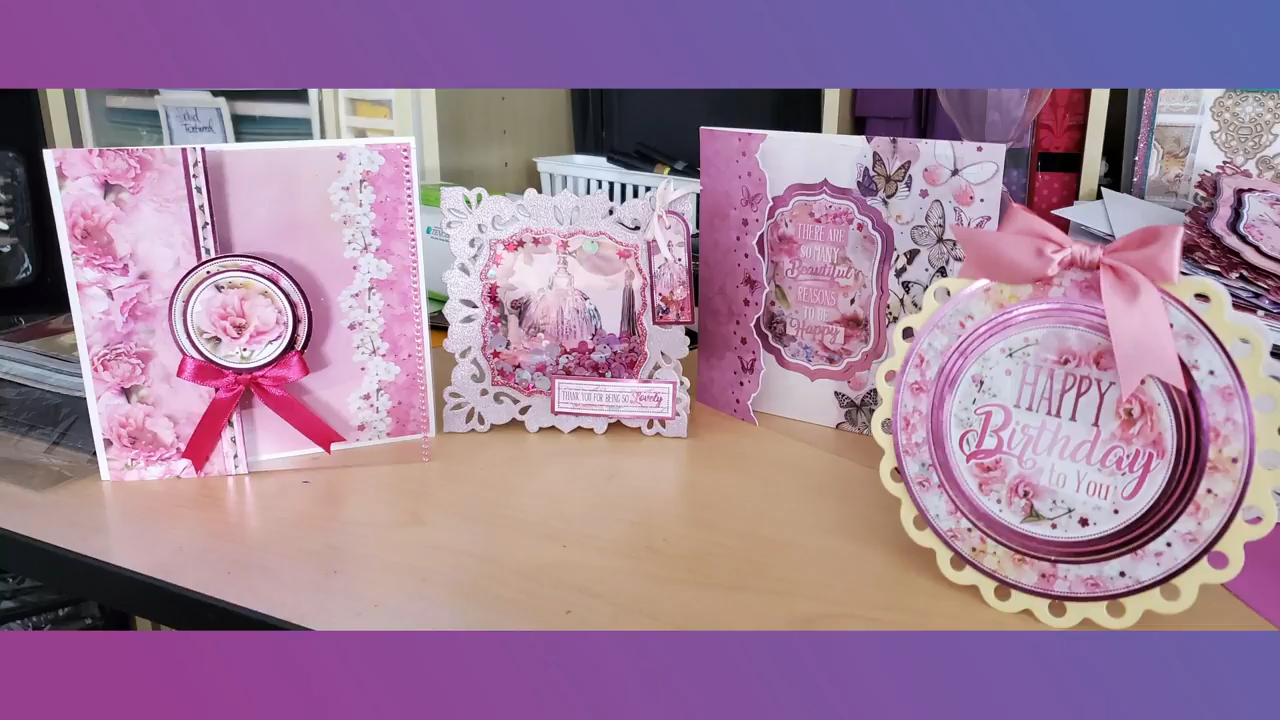 THANK YOU FOR BEING SO Lovely
THERE ARE
SO MANY
Beautiful
REASONS
TO BE
Happy
HAPPY
Birthday
to You